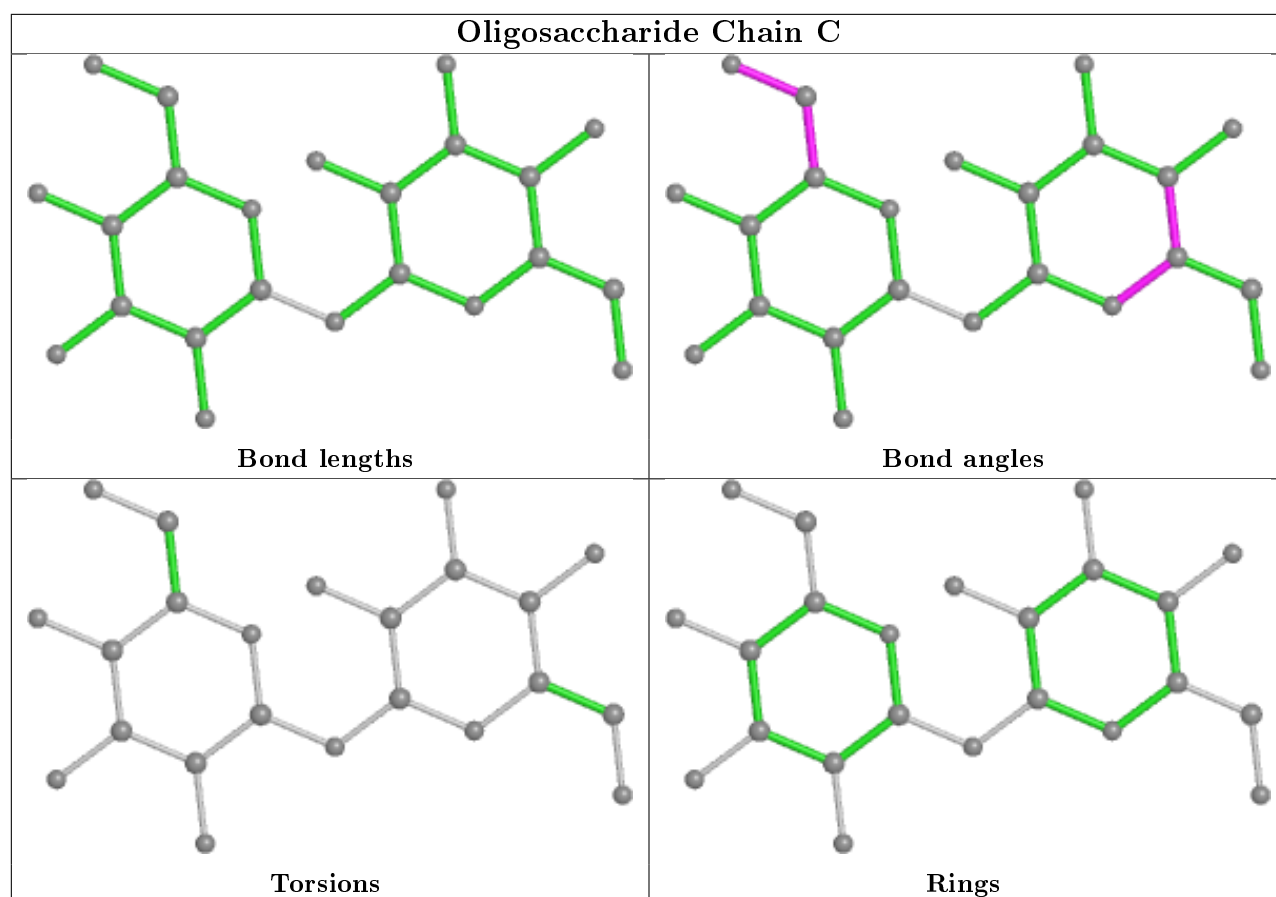 Oligosaccharide Chain C
Bond lengths
Bond angles
Torsions
Rings